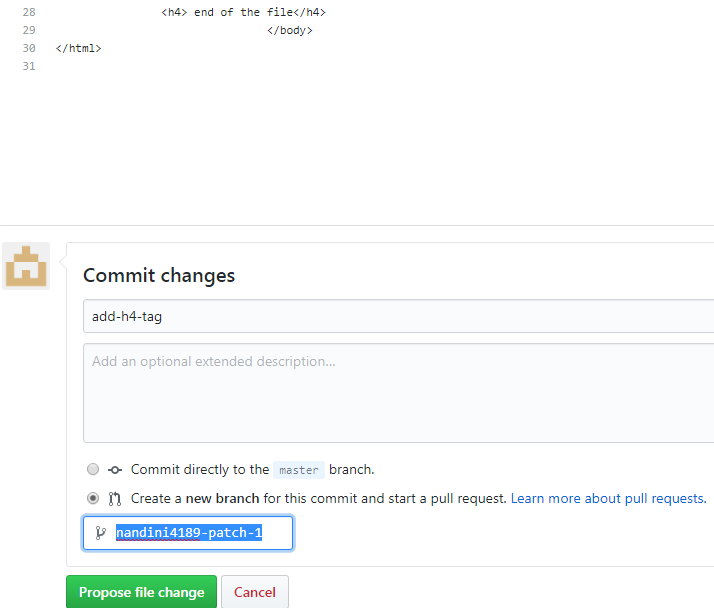 28 <h4> end of the file</h4>
29 </body>
30 </html>
31
Commit changes
add-h4-tag
Add an optional extended description...
Commit directly to the master branch.
Create a new branch for this commit and start a pull request. Learn more about pull requests.
nandini4189-patch-1
Propose file change Cancel